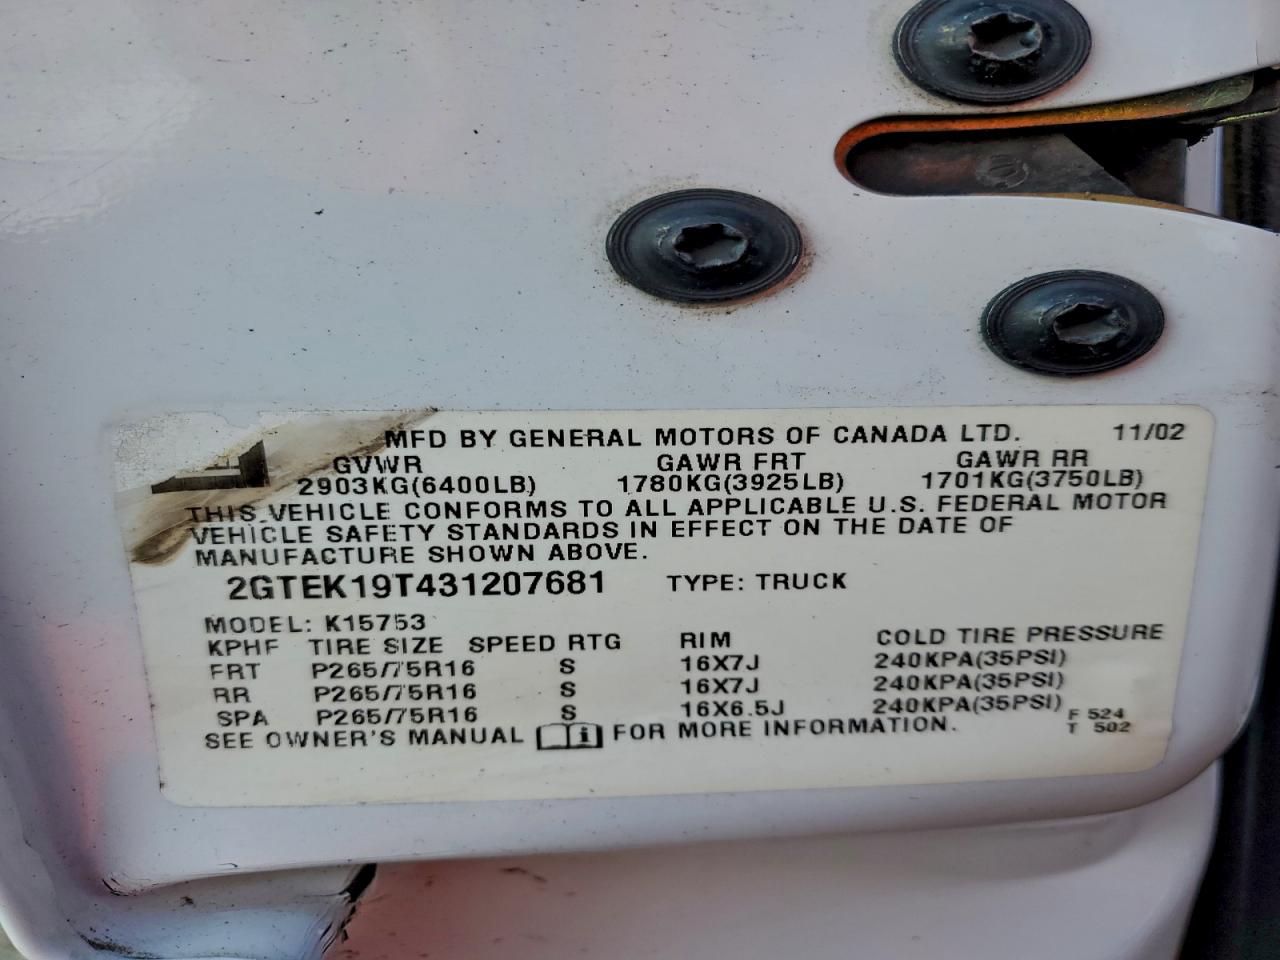 MFD BY GENERAL MOTORS OF CANADA LTD. 11/02
GVWR GAWR FRT GAWR RR
2903KG(6400LB) 1780KG(3925LB) 1701KG(3750LB)
THIS VEHICLE CONFORMS TO ALL APPLICABLE U.S. FEDERAL MOTOR
VEHICLE SAFETY STANDARDS IN EFFECT ON THE DATE OF
MANUFACTURE SHOWN ABOVE.
2GTEK19T431207681 TYPE: TRUCK
MODEL: K15753
KPHF TIRE SIZE SPEED RTG RIM COLD TIRE PRESSURE
FRT P265/75R16 S 16X7J 240KPA(35PSI)
RR P265/75R16 S 16X7J 240KPA(35PSI)
SPA P265/75R16 S 16X6.5J 240KPA(35PSI)
SEE OWNER'S MANUAL i FOR MORE INFORMATION.
F 524
T 502